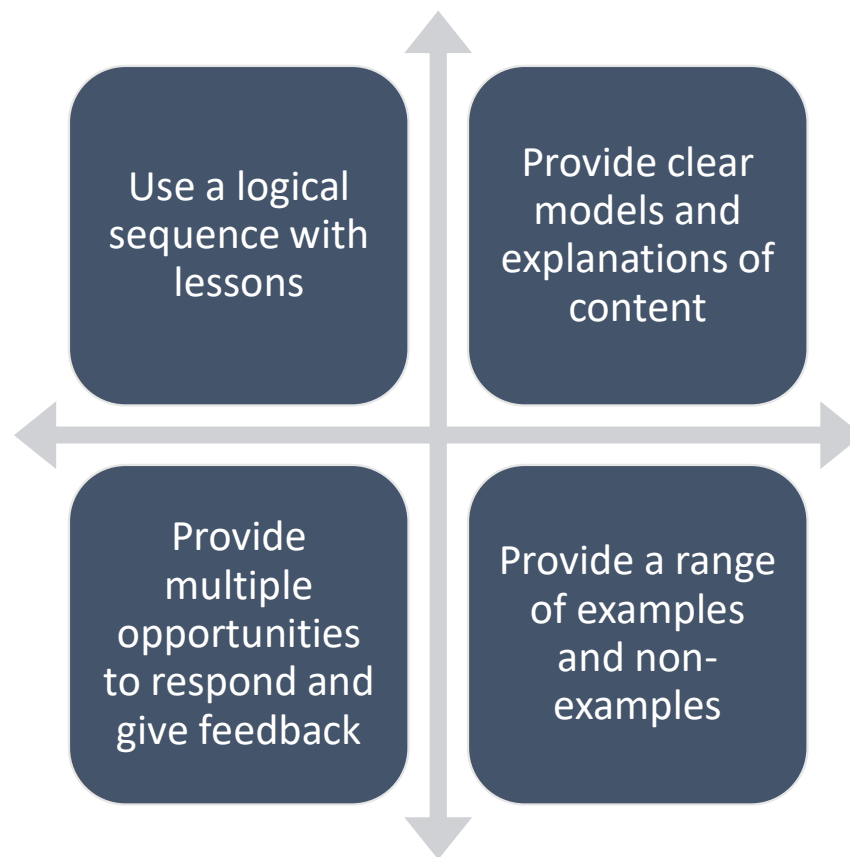 Use a logical
sequence with
lessons
Provide clear
models and
explanations of
content
Provide
multiple
opportunities
to respond and
give feedback
Provide a range
of examples
and non-
examples